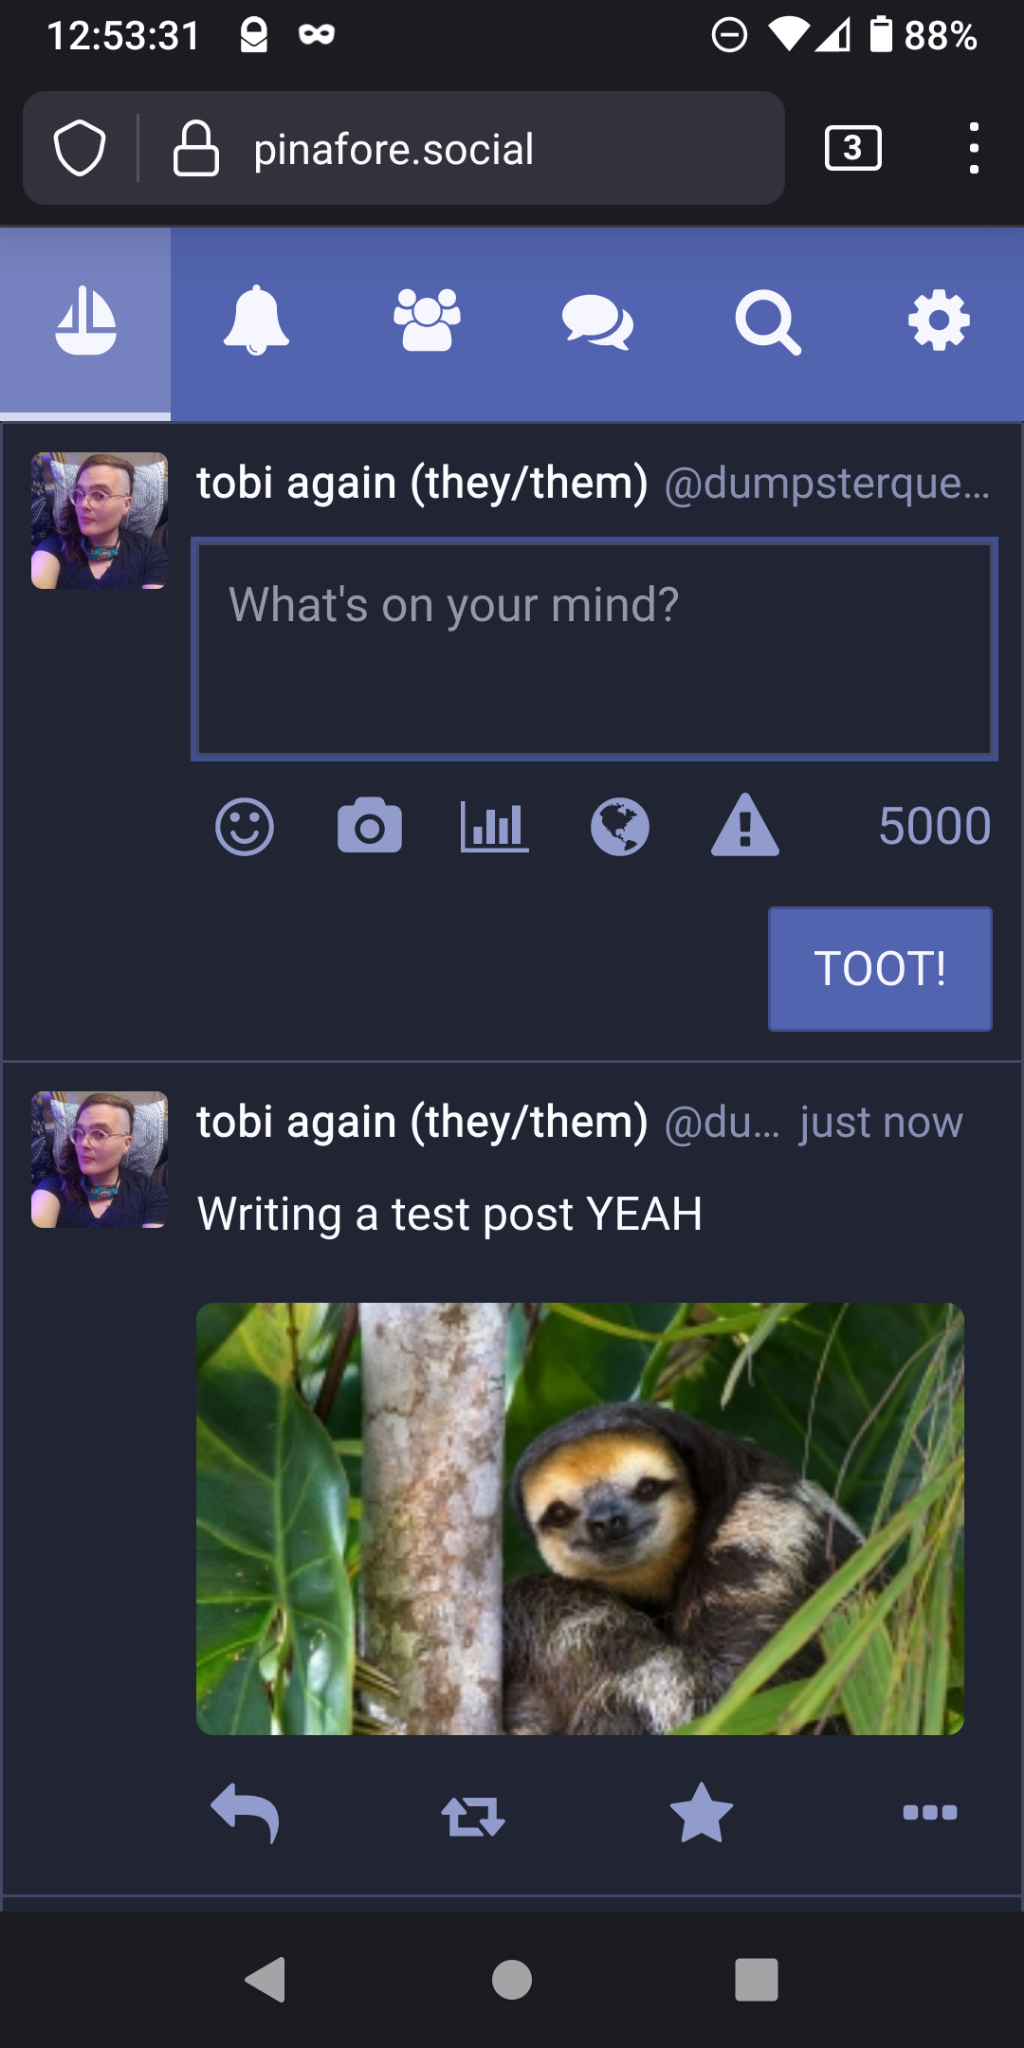 12:53:31 88%
pinafore.social 3
tobi again (they/them) @dumpsterque...
What's on your mind?
5000
TOOT!
tobi again (they/them) @du... just now
Writing a test post YEAH